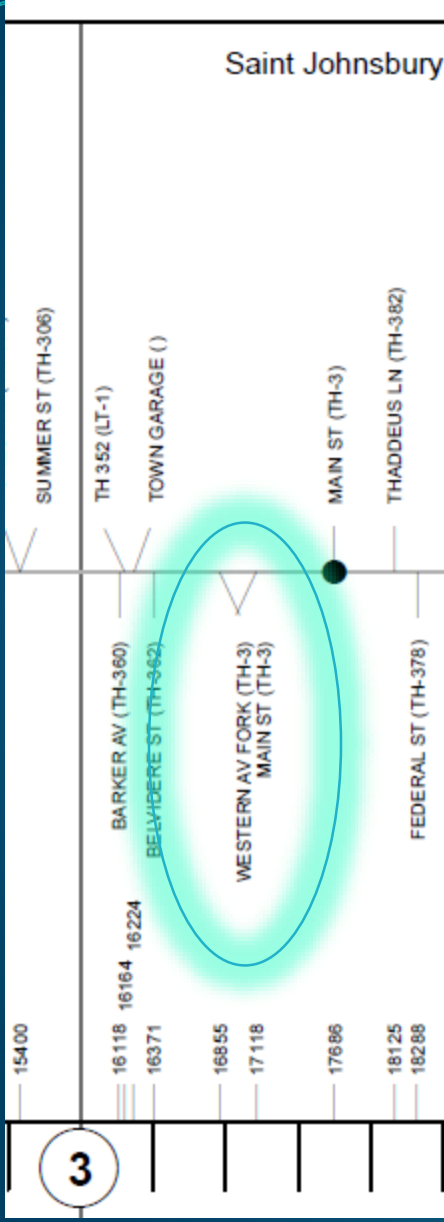 Saint Johnsbury
SUMMER ST (TH-306)
TH 352 (LT-1)
TOWN GARAGE ( )
MAIN ST (TH-3)
THADDEUS LN (TH-382)
BARKER AV (TH-360)
BELVIDERE ST (TH-362)
WESTERN AV FORK (TH-3)
MAIN ST (TH-3)
FEDERAL ST (TH-378)
15400
16118
16164
16224
16371
16855
17118
17686
18125
18288
3